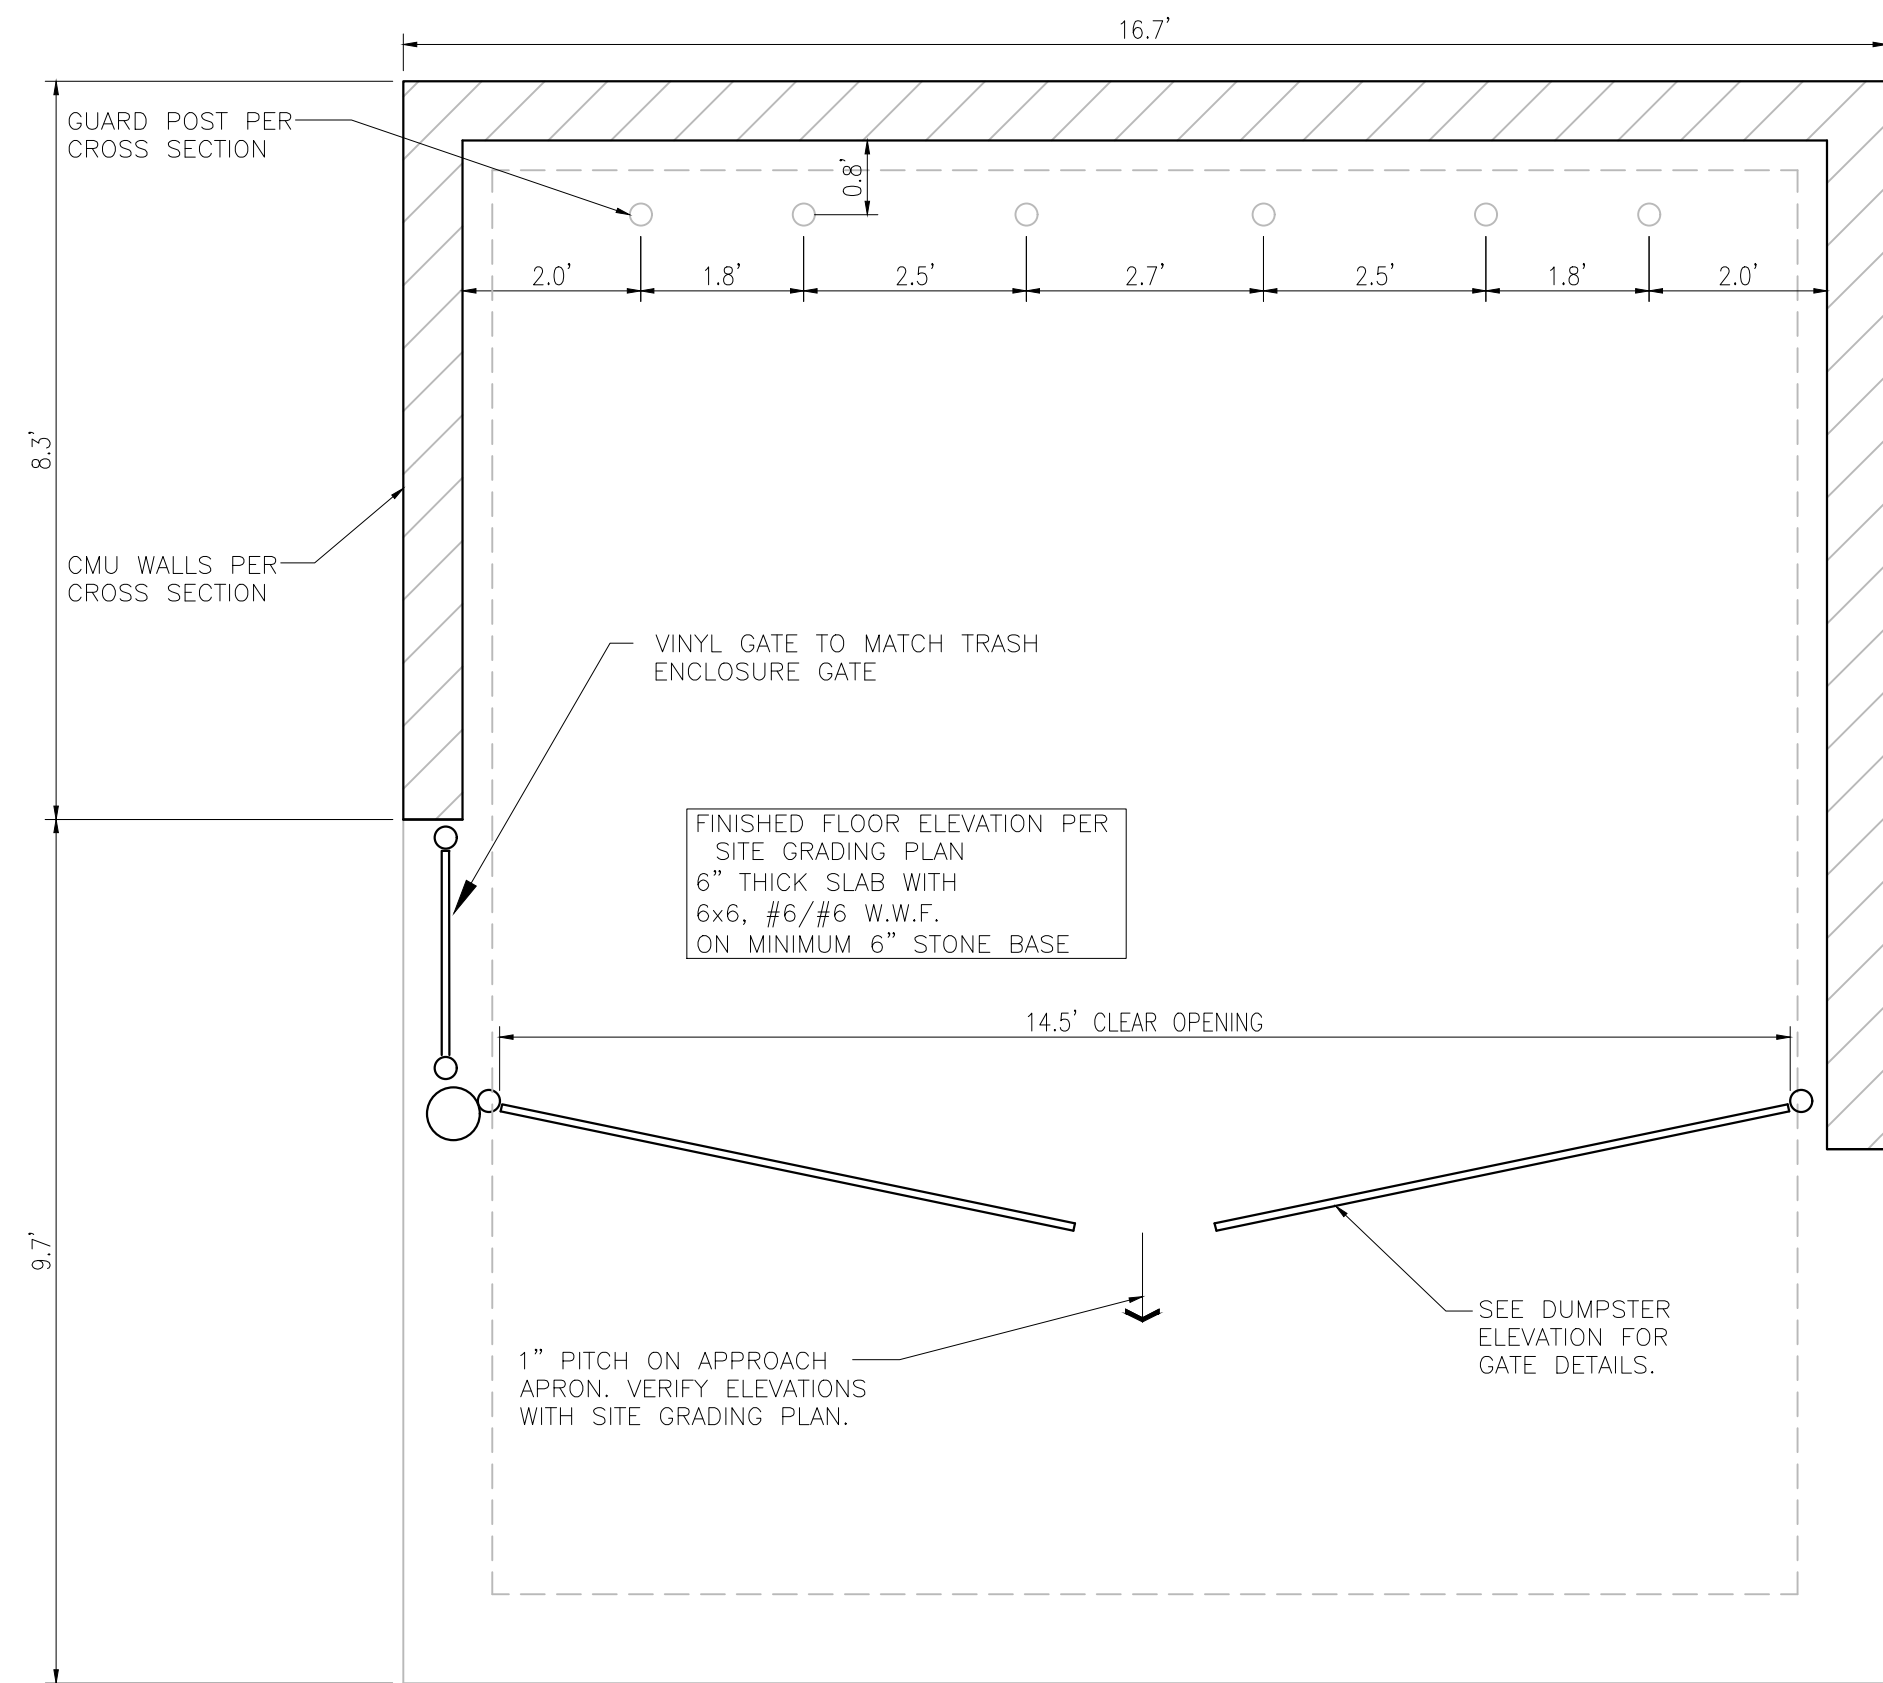 16.7'
GUARD POST PER
CROSS SECTION
0.8'
2.0'
1.8'
2.5'
2.7'
2.5'
1.8'
2.0'
8.3'
CMU WALLS PER
CROSS SECTION
VINYL GATE TO MATCH TRASH
ENCLOSURE GATE
FINISHED FLOOR ELEVATION PER
SITE GRADING PLAN
6" THICK SLAB WITH
6x6, #6/#6 W.W.F.
ON MINIMUM 6" STONE BASE
14.5' CLEAR OPENING
9.7'
SEE DUMPSTER
ELEVATION FOR
GATE DETAILS.
1" PITCH ON APPROACH
APRON. VERIFY ELEVATIONS
WITH SITE GRADING PLAN.